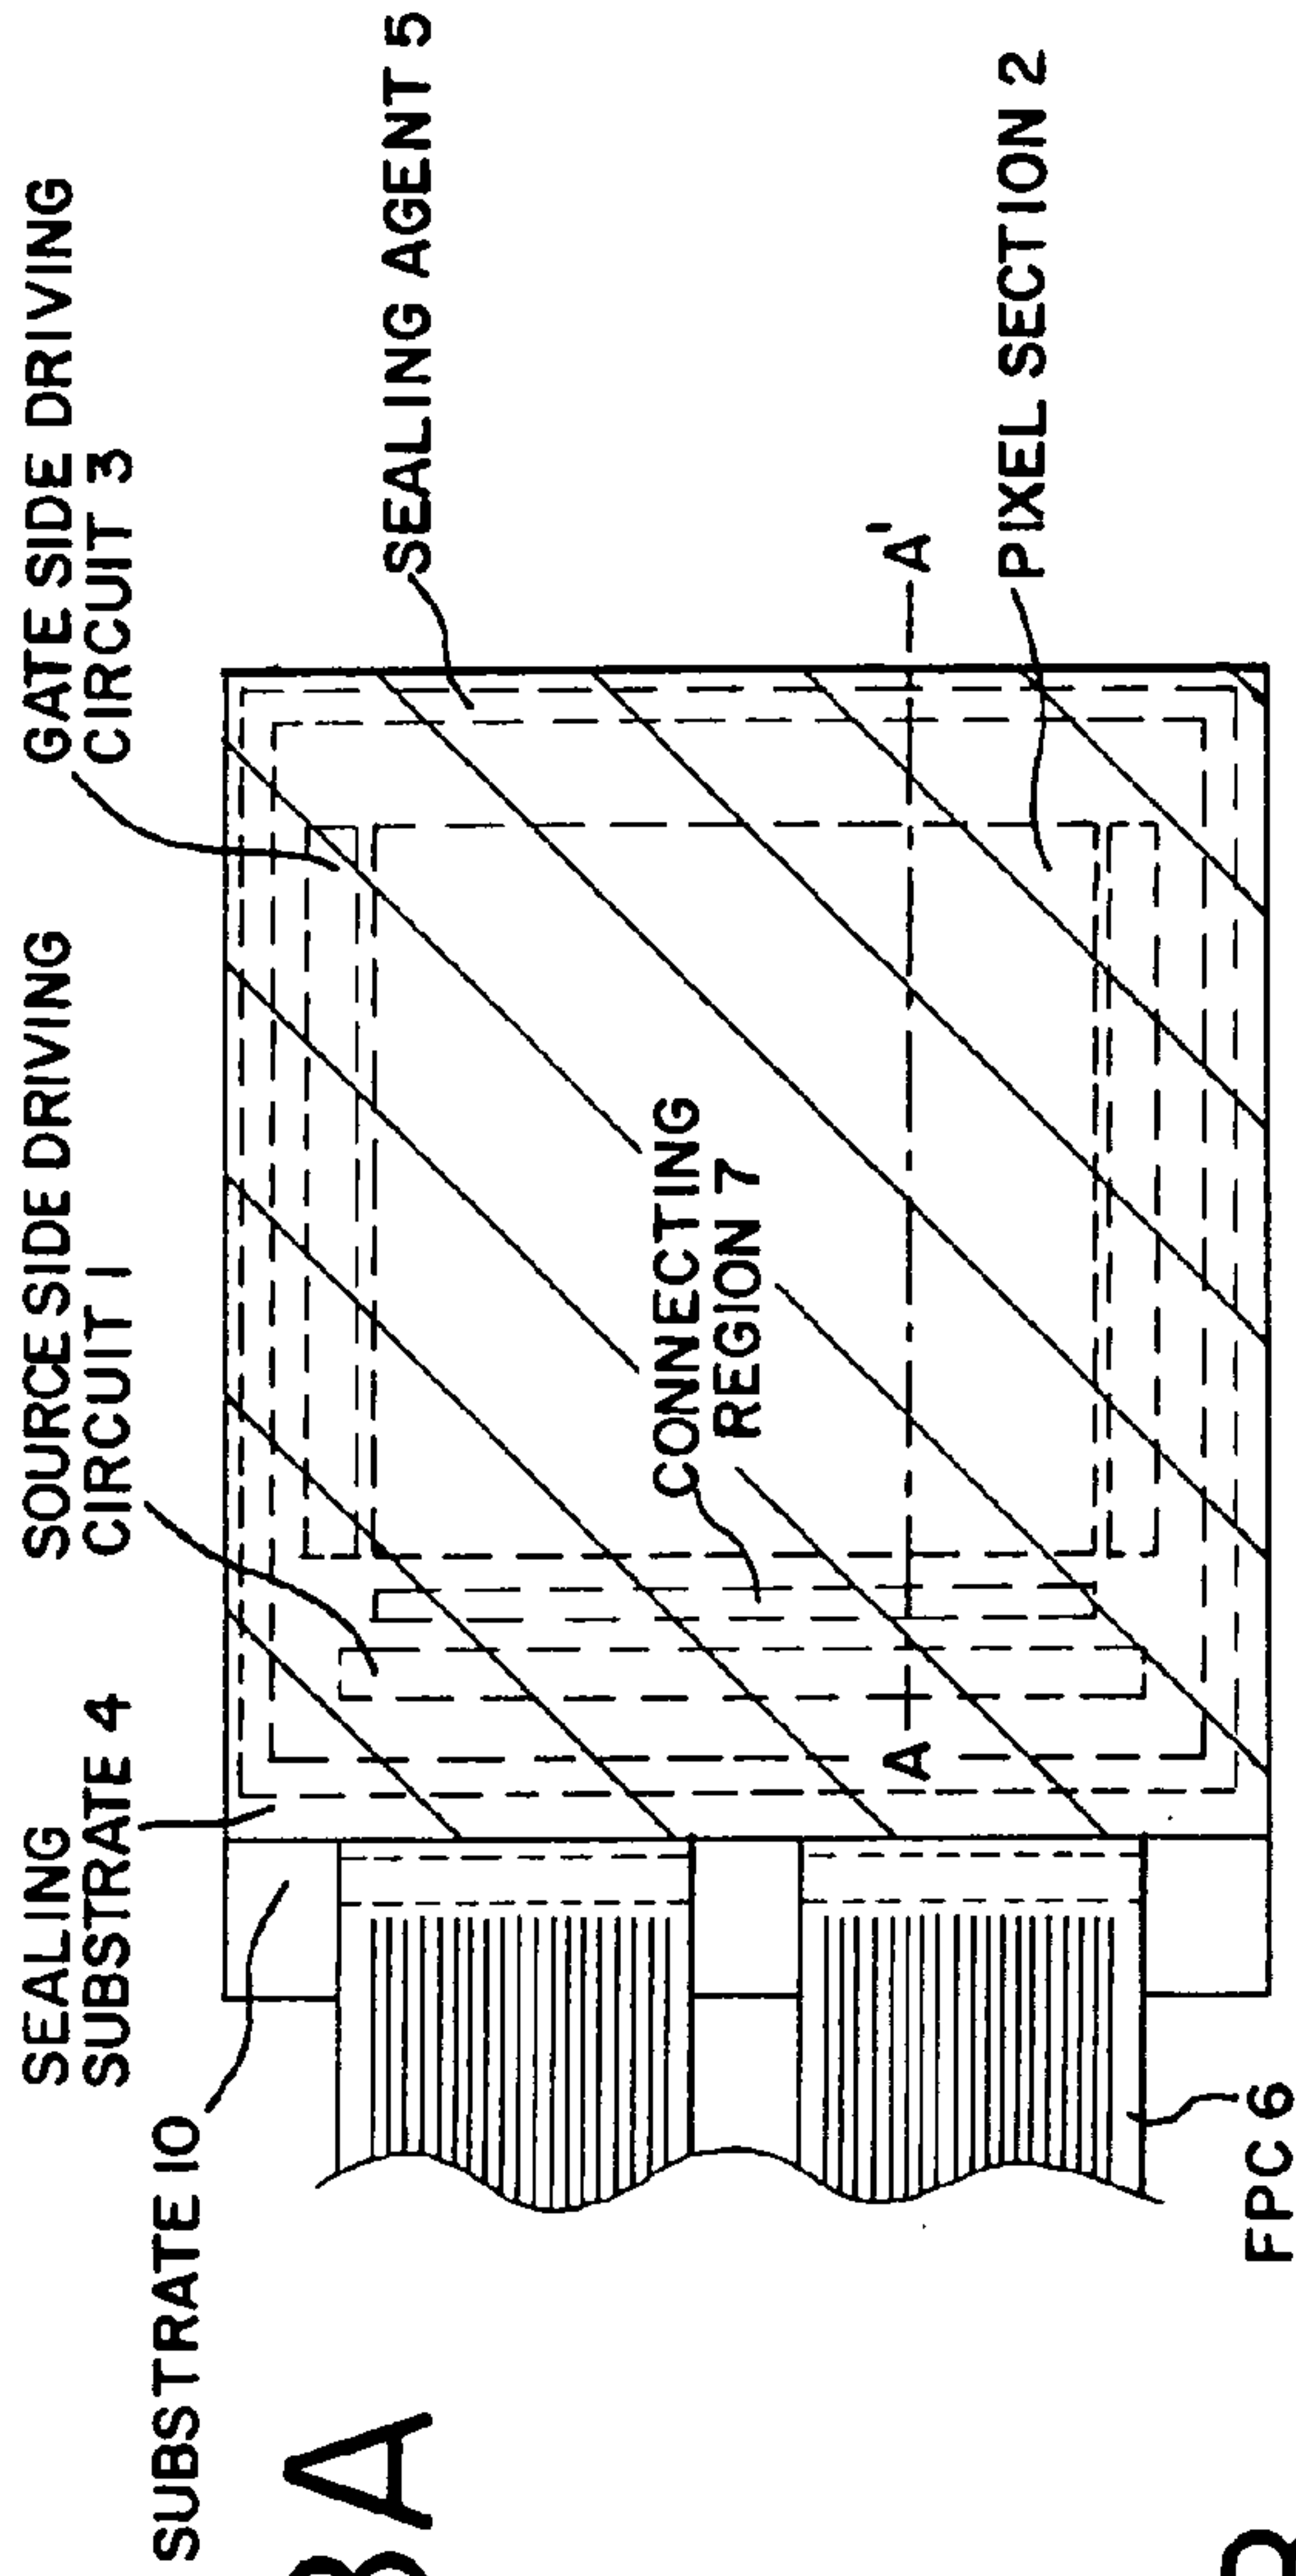 SUBSTRATE 10
SEALING
SUBSTRATE 4
SOURCE SIDE DRIVING
CIRCUIT 1
GATE SIDE DRIVING
CIRCUIT 3
SEALING AGENT 5
CONNECTING
REGION 7
A
A'
PIXEL SECTION 2
FPC 6
A